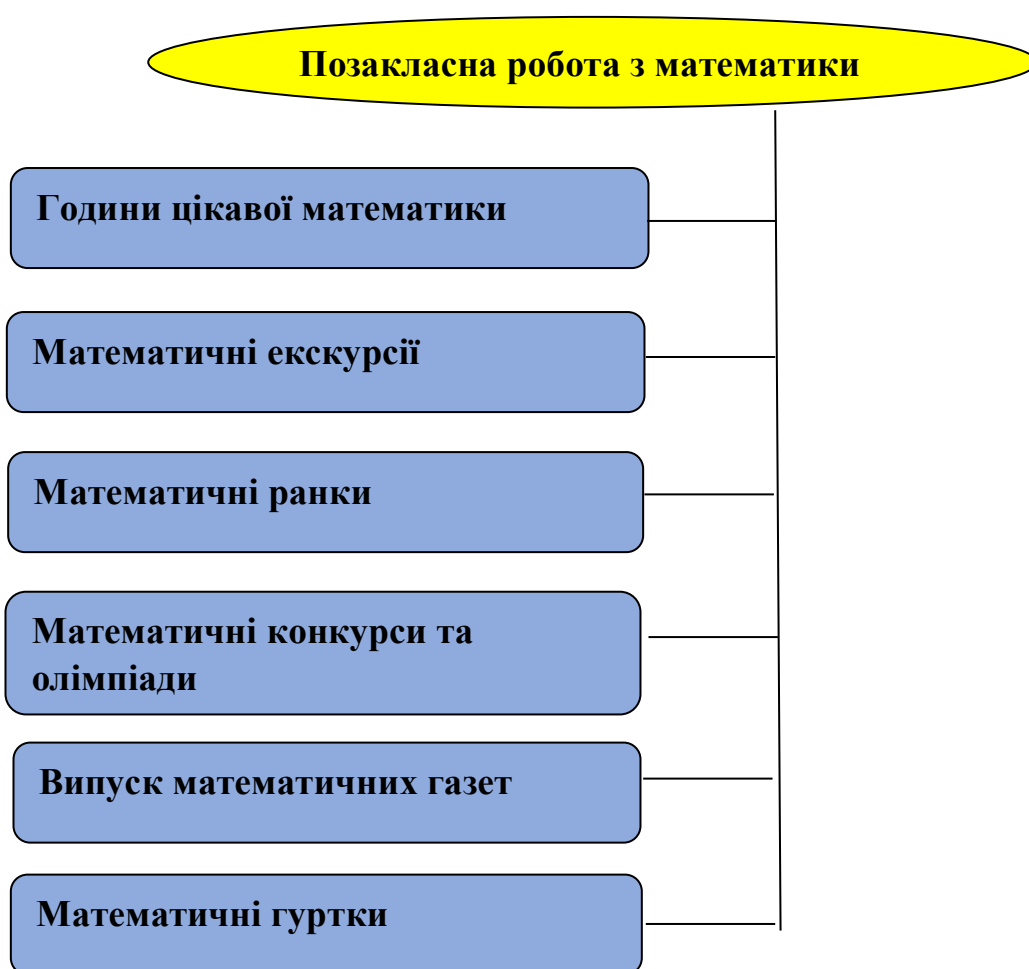 Позакласна робота з математики
Години цікавої математики
Математичні екскурсії
Математичні ранки
Математичні конкурси та
олімпіади
Випуск математичних газет
Математичні гуртки